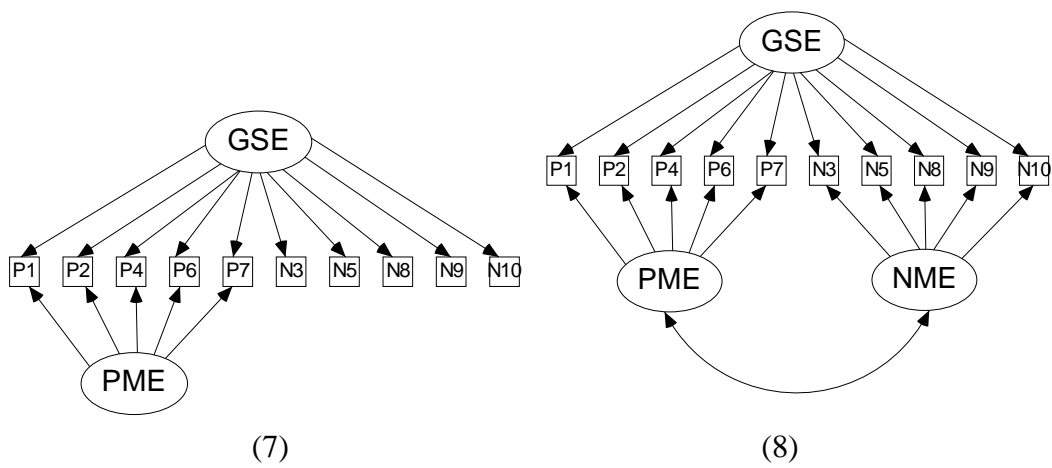 GSE
P1 P2 P4 P6 P7 N3 N5 N8 N9 N10
PME
(7)
GSE
P1 P2 P4 P6 P7 N3 N5 N8 N9 N10
PME NME
(8)